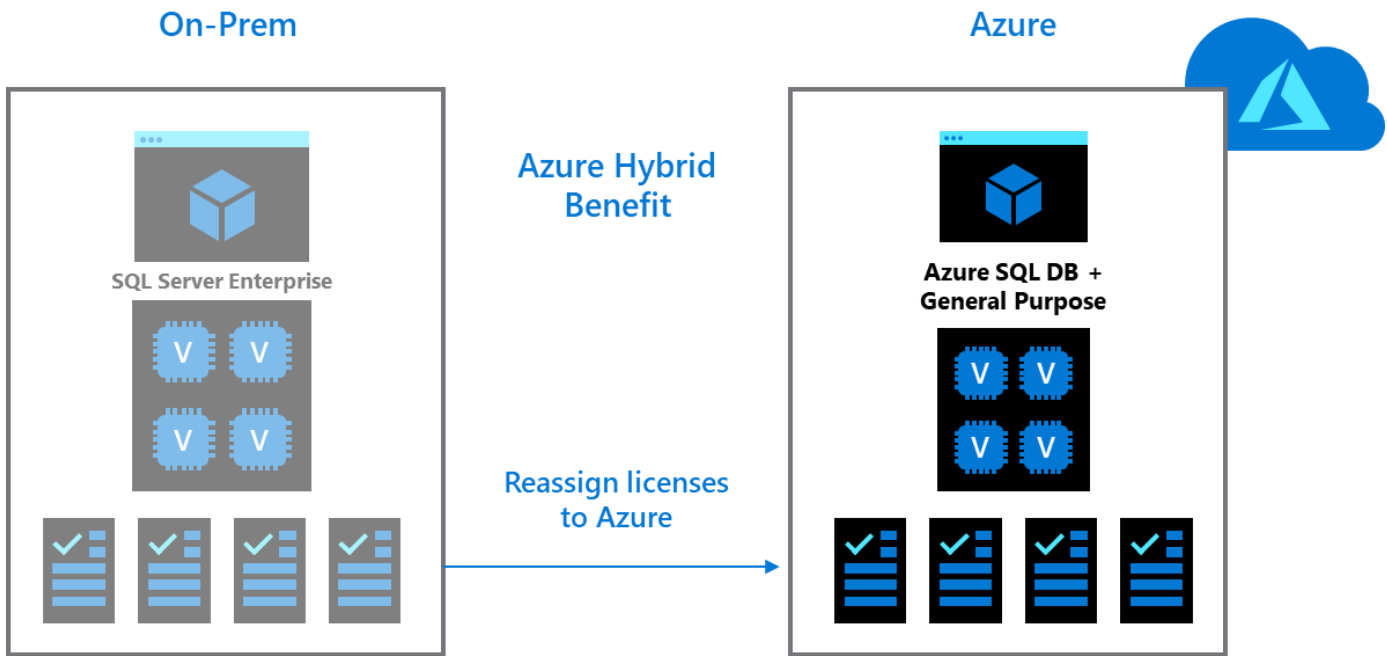 On-Prem
Azure
Azure Hybrid
Benefit
SQL Server Enterprise
V V
V V
Azure SQL DB +
General Purpose
V V
V V
Reassign licenses
to Azure